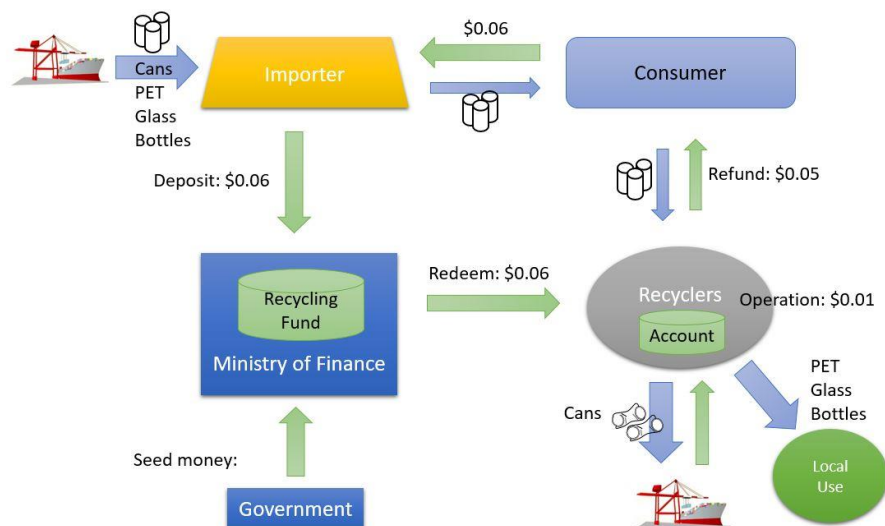 $0.06
Cans
PET
Glass
Bottles
Importer
Consumer
Deposit: $0.06
Refund: $0.05
Recycling
Fund
Ministry of Finance
Redeem: $0.06
Recyclers
Account
Operation: $0.01
Seed money:
Government
Cans
PET
Glass
Bottles
Local
Use